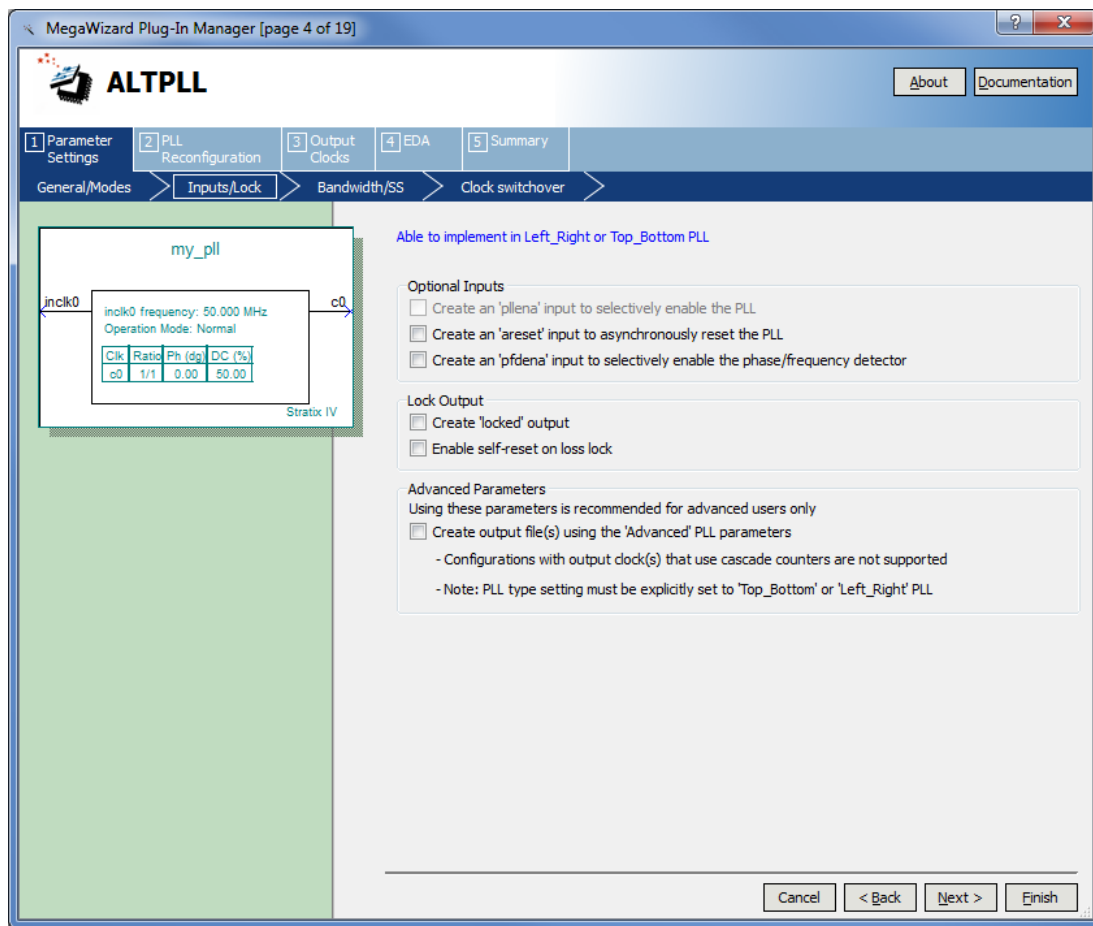 MegaWizard Plug-In Manager [page 4 of 19]
?
X
ALTPLL
About
Documentation
1 Parameter Settings
2 PLL Reconfiguration
3 Output Clocks
4 EDA
5 Summary
General/Modes
Inputs/Lock
Bandwidth/SS
Clock switchover
my_pll
inclk0
c0
inclk0 frequency: 50.000 MHz
Operation Mode: Normal
Clk Ratio Ph (dg) DC (%)
c0 1/1 0.00 50.00
Stratix IV
Able to implement in Left_Right or Top_Bottom PLL
Optional Inputs
Create an 'pllena' input to selectively enable the PLL
Create an 'areset' input to asynchronously reset the PLL
Create an 'pfdena' input to selectively enable the phase/frequency detector
Lock Output
Create 'locked' output
Enable self-reset on loss lock
Advanced Parameters
Using these parameters is recommended for advanced users only
Create output file(s) using the 'Advanced' PLL parameters
- Configurations with output clock(s) that use cascade counters are not supported
- Note: PLL type setting must be explicitly set to 'Top_Bottom' or 'Left_Right' PLL
Cancel
< Back
Next >
Finish